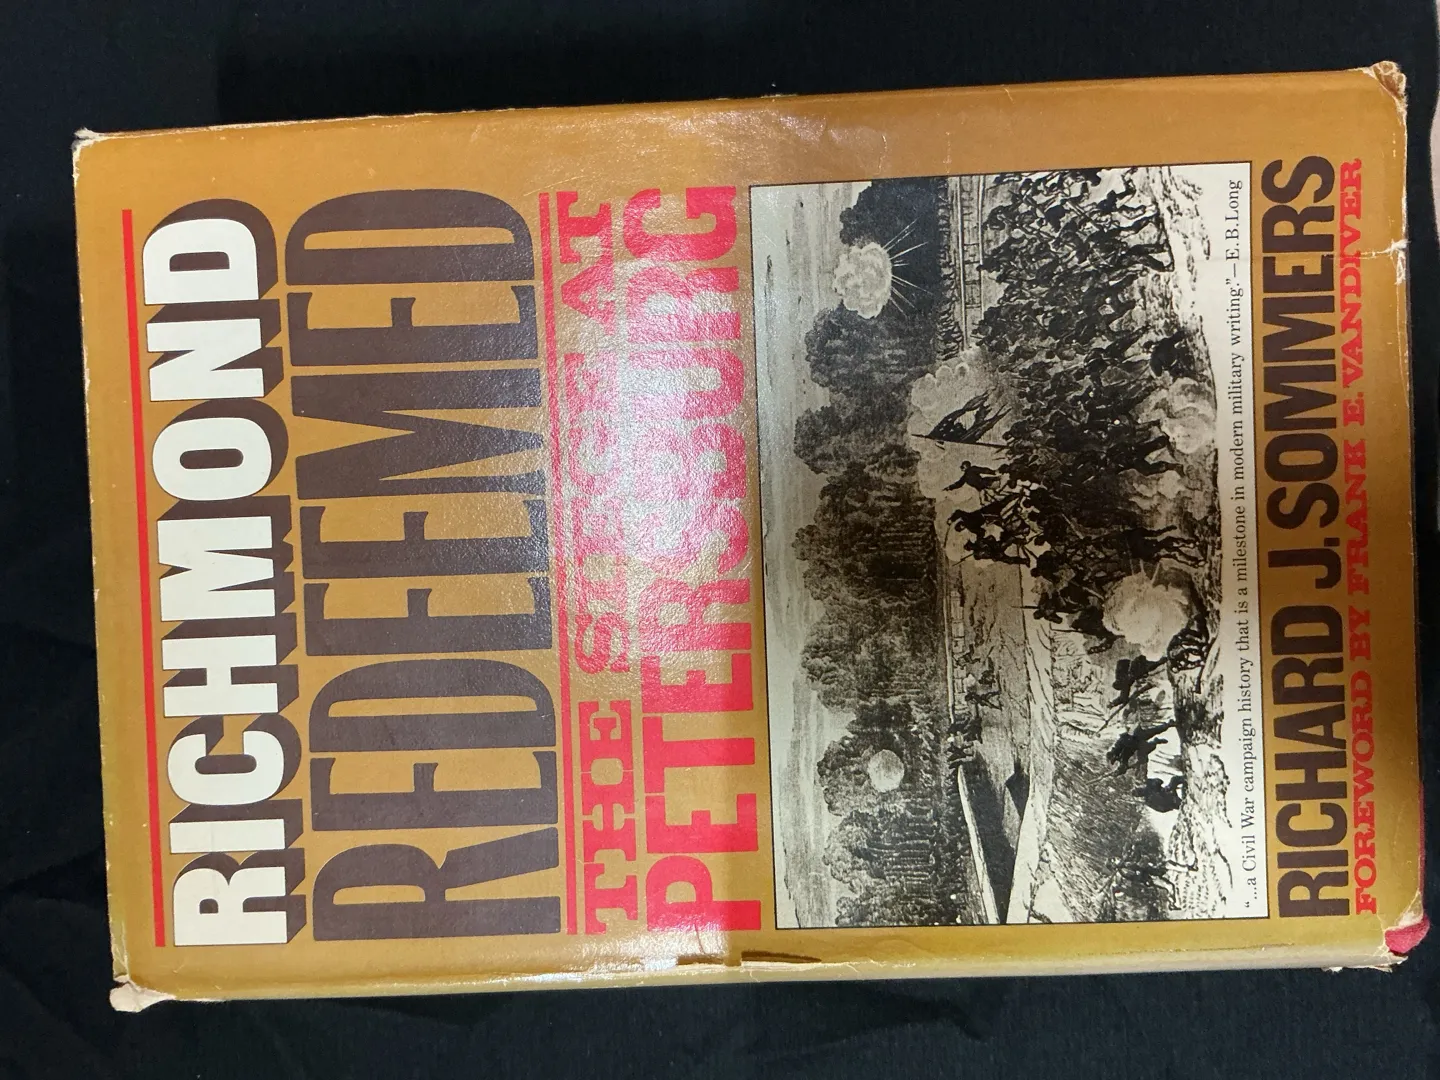 RICHMOND
REDEEMED
THE SIEGE AT
PETERSBURG
"...a Civil War campaign history that is a milestone in modern military writing."—E.B.Long
RICHARD J. SOMMERS
FOREWORD BY FRANK E. VANDIVER